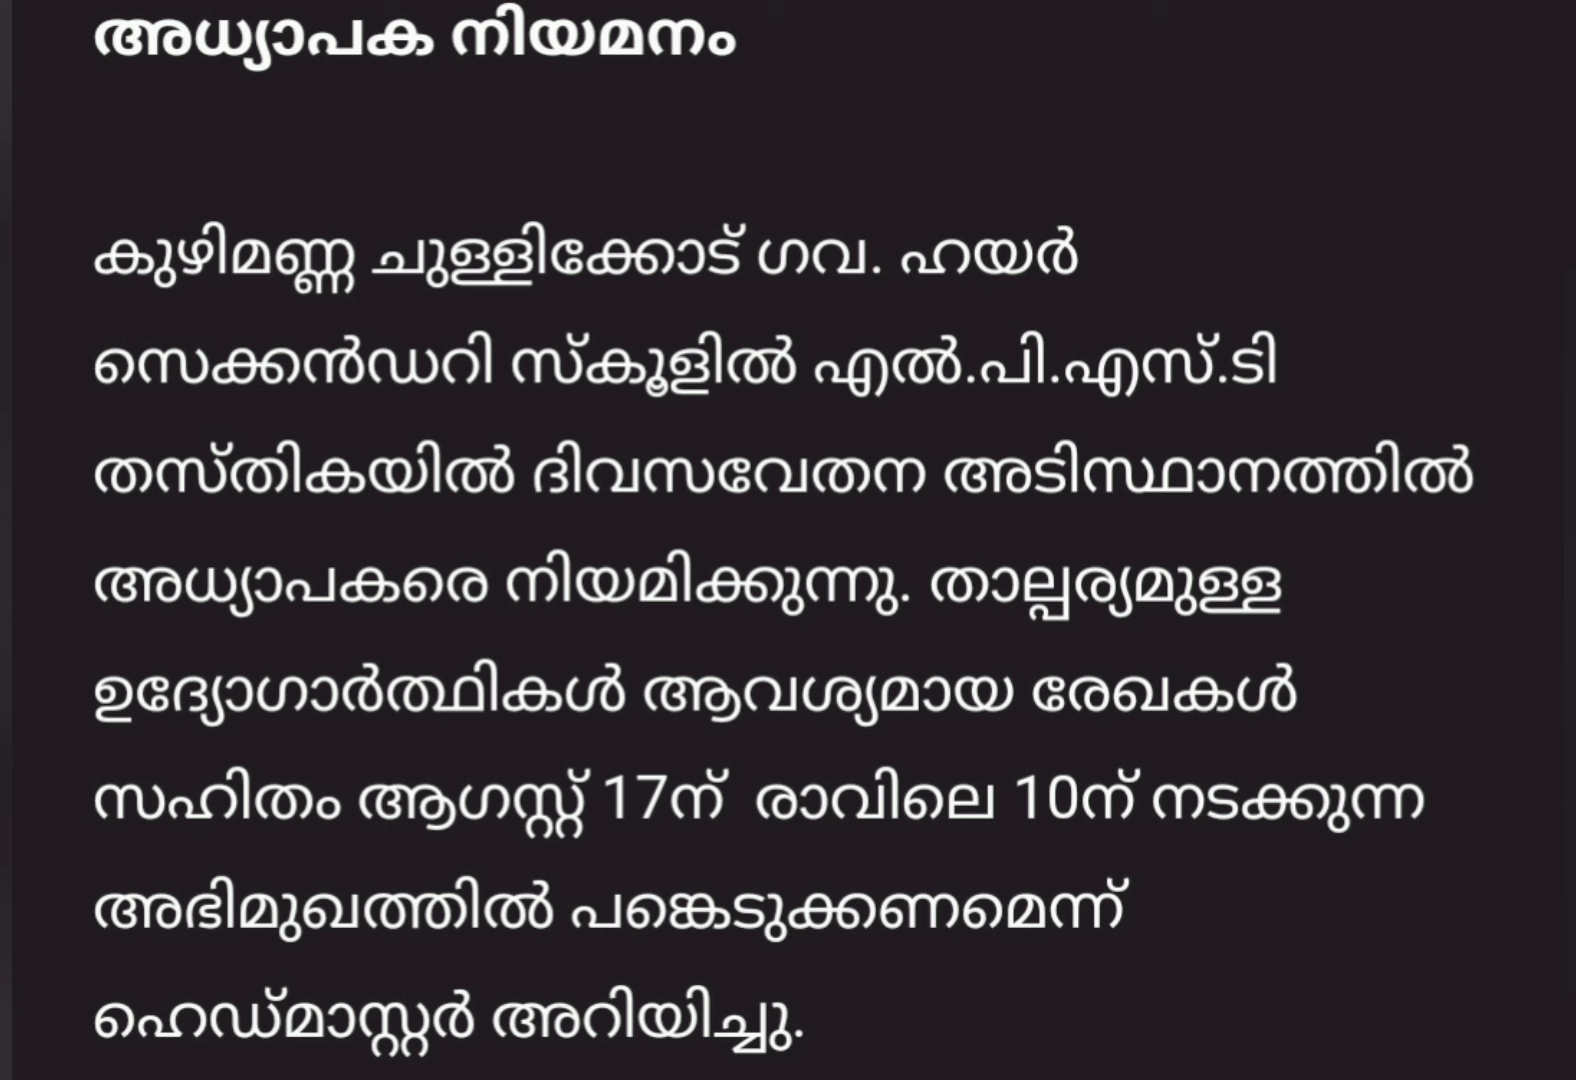 അധ്യാപക നിയമനം
കുഴിമണ്ണ ചുള്ളിക്കോട് ഗവ. ഹയർ
സെക്കൻഡറി സ്കൂളിൽ എൽ.പി.എസ്.ടി
തസ്തികയിൽ ദിവസവേതന അടിസ്ഥാനത്തിൽ
അധ്യാപകരെ നിയമിക്കുന്നു. താല്പര്യമുള്ള
ഉദ്യോഗാർത്ഥികൾ ആവശ്യമായ രേഖകൾ
സഹിതം ആഗസ്റ്റ് 17ന് രാവിലെ 10ന് നടക്കുന്ന
അഭിമുഖത്തിൽ പങ്കെടുക്കണമെന്ന്
ഹെഡ്മാസ്റ്റർ അറിയിച്ചു.